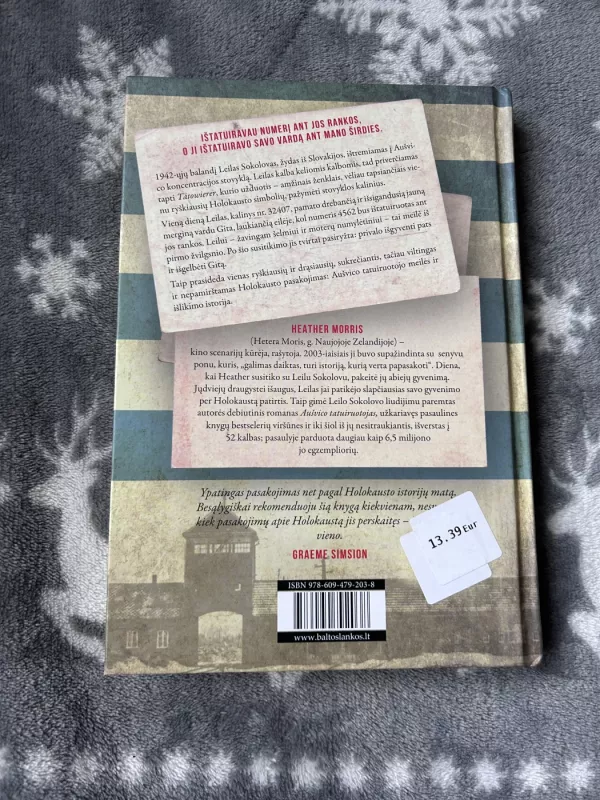 IŠTATUIRAVAU NUMERĮ ANT JOS RANKOS,
O JI IŠTATUIRAVO SAVO VARDĄ ANT MANO ŠIRDIES.
1942-ųjų balandį Leilas Sokolovas, žydas iš Slovakijos, ištremiamas į Aušvi-
co koncentracijos stovyklą. Leilas kalba keliomis kalbomis, tad priverčiamas
tapti Tätowierer, kurio užduotis – amžinais ženklais, vėliau tapsiančiais vie-
nu ryškiausių Holokausto simbolių, pažymėti stovyklos kalinius.
Vieną dieną Leilas, kalinys nr. 32407, pamato drebančią ir išsigandusią jauną
merginą vardu Gita, laukiančią eilėje, kol numeris 4562 bus ištatuiruotas ant
jos rankos. Leilui – žavingam šelmiui ir moterų numylėtiniui – tai meilė iš
pirmo žvilgsnio. Po šio susitikimo jis tvirtai pasiryžta: privalo išgyventi pats
ir išgelbėti Gitą.
Taip prasideda vienas ryškiausių ir drąsiausių, sukrečiantis, tačiau viltingas
ir nepamirštamas Holokausto pasakojimas: Aušvico tatuiruotojo meilės ir
išlikimo istorija.
HEATHER MORRIS
(Hetera Moris, g. Naujojoje Zelandijoje) –
kino scenarijų kūrėja, rašytoja. 2003-iaisiais ji buvo supažindinta su senyvu
ponu, kuris, „galimas daiktas, turi istoriją, kurią verta papasakoti“. Diena,
kai Heather susitiko su Leilu Sokolovu, pakeitė jų abiejų gyvenimą.
Jųdviejų draugystei išaugus, Leilas jai patikėjo slapčiausias savo gyvenimo
per Holokaustą patirtis. Taip gimė Leilo Sokolovo liudijimu paremtas
autorės debiutinis romanas Aušvico tatuiruotojas, užkariavęs pasaulines
knygų bestselerių viršūnes ir iki šiol iš jų nesitraukiantis, išverstas į
52 kalbas; pasaulyje parduota daugiau kaip 6,5 milijono
jo egzempliorių.
Ypatingas pasakojimas net pagal Holokausto istorijų matą.
Besąlygiškai rekomenduoju šią knygą kiekvienam,
kiek pasakojimų apie Holokaustą jis perskaitęs –
vieno.
GRAEME SIMSION
13.39 Eur
ISBN 978-609-479-203-8
www.baltoslankos.lt